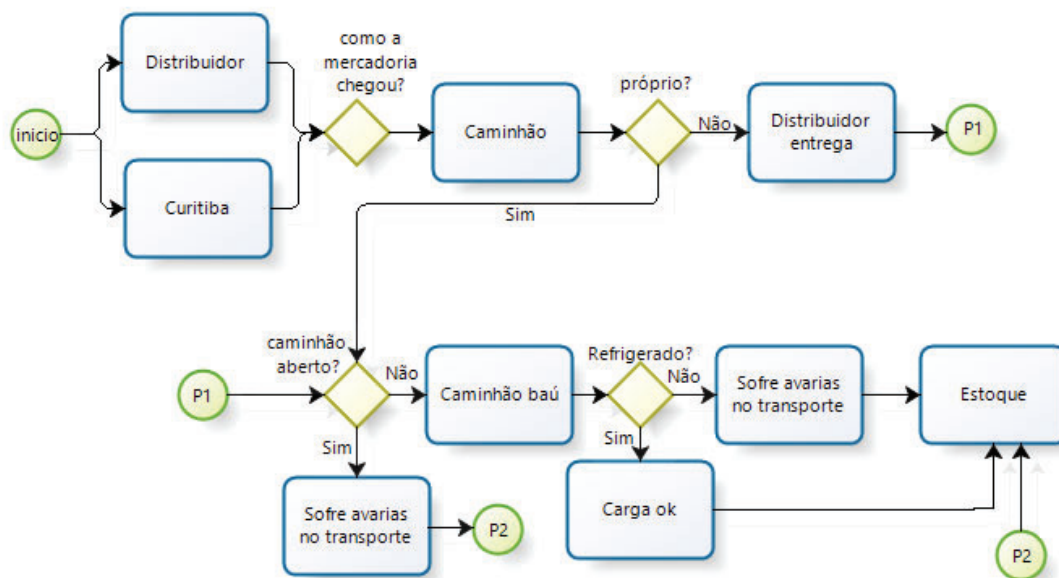 inicio
Distribuidor
Curitiba
como a
mercadoria
chegou?
Caminhão
próprio?
Não
Distribuidor
entrega
P1
Sim
P1
caminhão
aberto?
Não
Caminhão baú
Refrigerado?
Não
Sofre avarias
no transporte
Estoque
Sim
Sofre avarias
no transporte
P2
Sim
Carga ok
P2